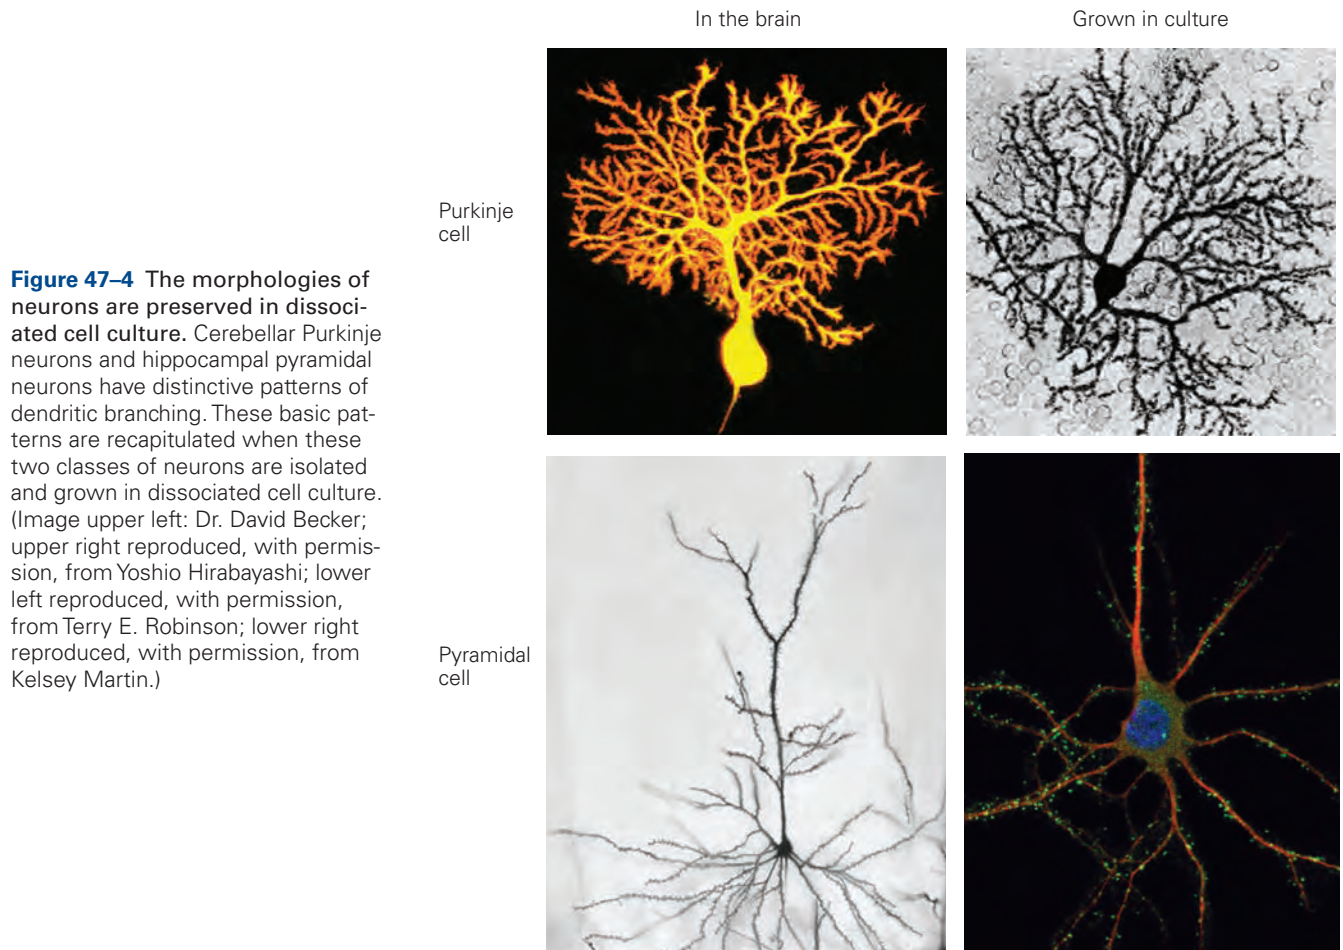 In the brain
Grown in culture
Purkinje
cell
Figure 47–4 The morphologies of
neurons are preserved in dissoci-
ated cell culture. Cerebellar Purkinje
neurons and hippocampal pyramidal
neurons have distinctive patterns of
dendritic branching. These basic pat-
terns are recapitulated when these
two classes of neurons are isolated
and grown in dissociated cell culture.
(Image upper left: Dr. David Becker;
upper right reproduced, with permis-
sion, from Yoshio Hirabayashi; lower
left reproduced, with permission,
from Terry E. Robinson; lower right
reproduced, with permission, from
Kelsey Martin.)
Pyramidal
cell